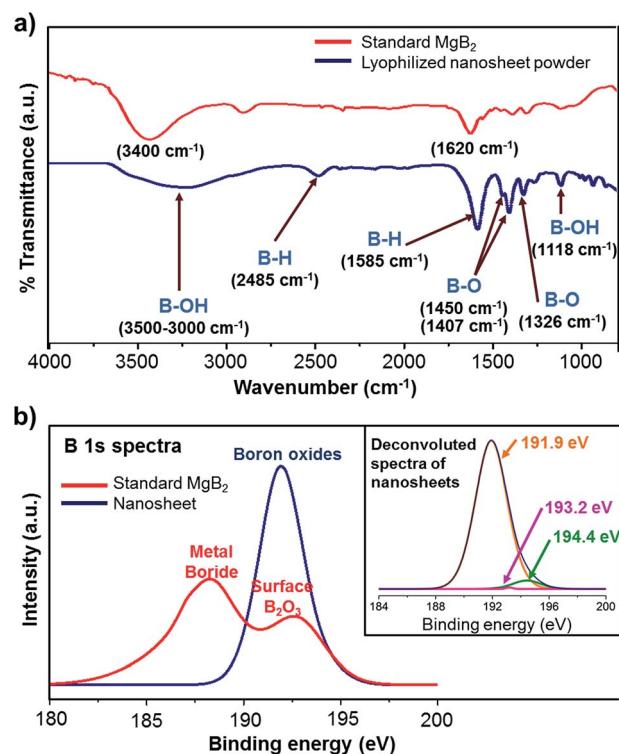 a)
Standard MgB₂
Lyophilized nanosheet powder
% Transmittance (a.u.)
(3400 cm⁻¹)
(1620 cm⁻¹)
B-OH
(3500-3000 cm⁻¹)
B-H
(2485 cm⁻¹)
B-H
(1585 cm⁻¹)
B-O
(1450 cm⁻¹)
(1407 cm⁻¹)
B-O
(1326 cm⁻¹)
B-OH
(1118 cm⁻¹)
4000 3500 3000 2500 2000 1500 1000
Wavenumber (cm⁻¹)
b)
B 1s spectra
Standard MgB₂
Nanosheet
Intensity (a.u.)
Boron oxides
Metal
Boride
Surface
B₂O₃
Deconvoluted
spectra of
nanosheets
191.9 eV
193.2 eV
194.4 eV
184 188 192 196 200
Binding energy (eV)
180 185 190 195 200
Binding energy (eV)